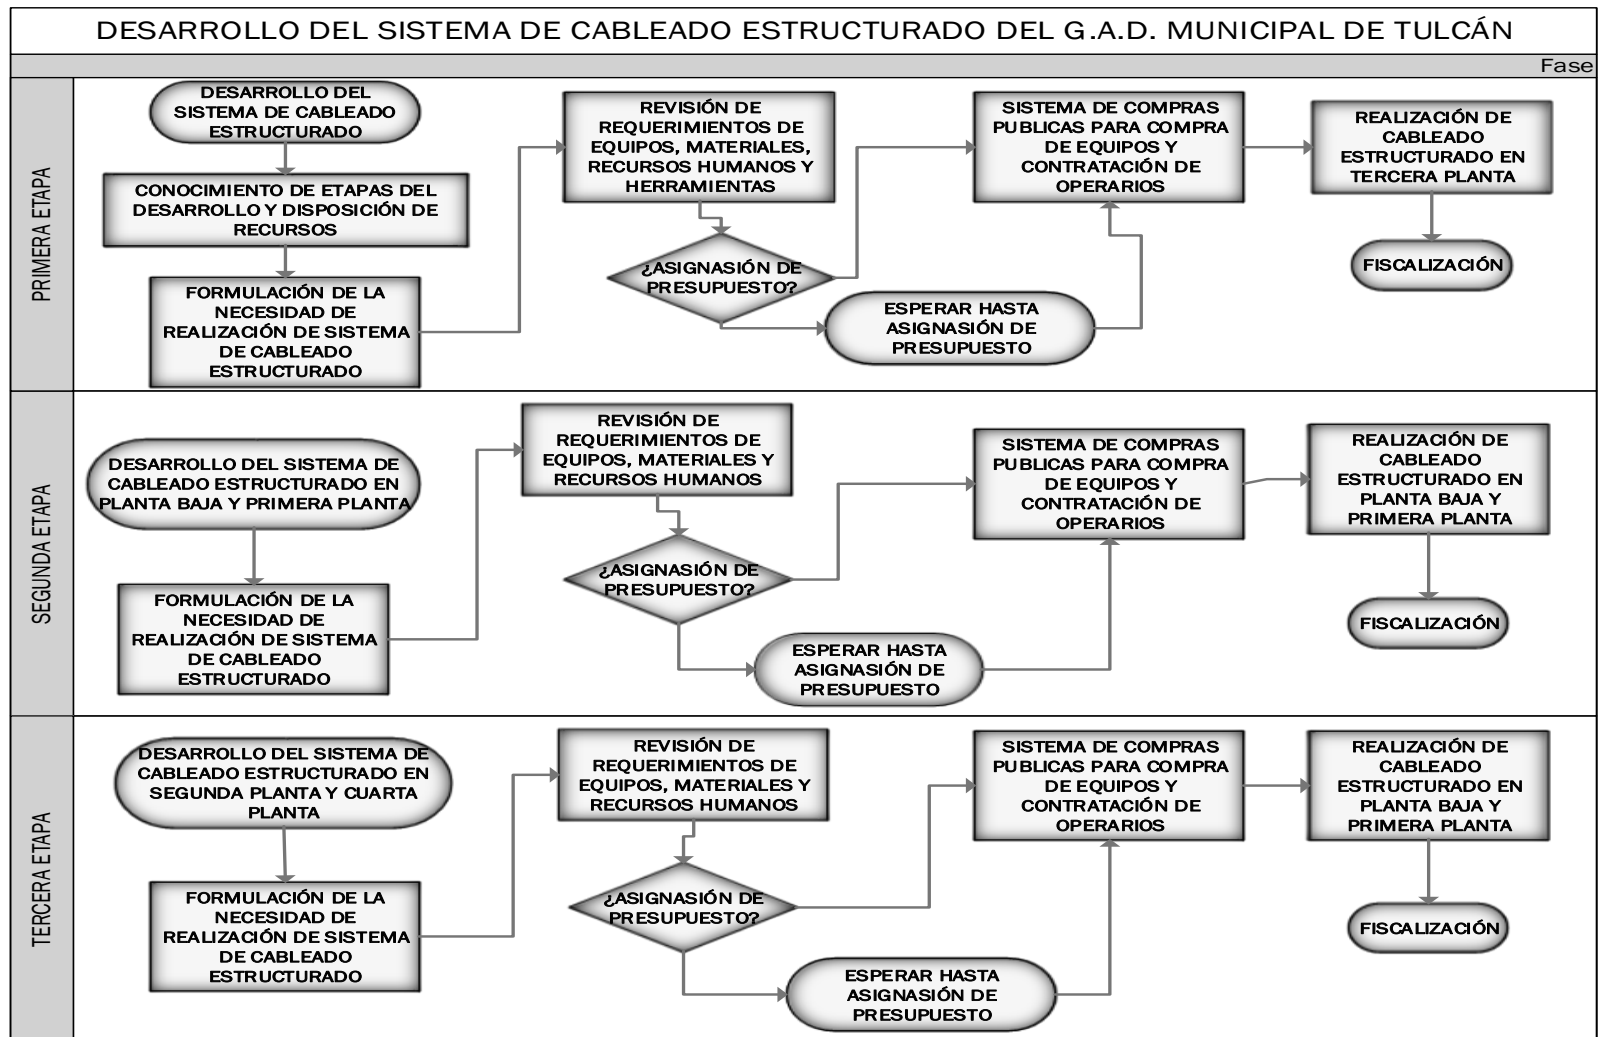 DESARROLLO DEL SISTEMA DE CABLEADO ESTRUCTURADO DEL G.A.D. MUNICIPAL DE TULCÁN
Fase
PRIMERA ETAPA
DESARROLLO DEL
SISTEMA DE CABLEADO
ESTRUCTURADO
CONOCIMIENTO DE ETAPAS DEL
DESARROLLO Y DISPOSICIÓN DE
RECURSOS
FORMULACIÓN DE LA
NECESIDAD DE
REALIZACIÓN DE SISTEMA
DE CABLEADO
ESTRUCTURADO
REVISIÓN DE
REQUERIMIENTOS DE
EQUIPOS, MATERIALES,
RECURSOS HUMANOS Y
HERRAMIENTAS
¿ASIGNASIÓN DE
PRESUPUESTO?
ESPERAR HASTA
ASIGNASIÓN DE
PRESUPUESTO
SISTEMA DE COMPRAS
PUBLICAS PARA COMPRA
DE EQUIPOS Y
CONTRATACIÓN DE
OPERARIOS
REALIZACIÓN DE
CABLEADO
ESTRUCTURADO EN
TERCERA PLANTA
FISCALIZACIÓN
SEGUNDA ETAPA
DESARROLLO DEL SISTEMA DE
CABLEADO ESTRUCTURADO EN
PLANTA BAJA Y PRIMERA PLANTA
FORMULACIÓN DE LA
NECESIDAD DE
REALIZACIÓN DE SISTEMA
DE CABLEADO
ESTRUCTURADO
REVISIÓN DE
REQUERIMIENTOS DE
EQUIPOS, MATERIALES Y
RECURSOS HUMANOS
¿ASIGNASIÓN DE
PRESUPUESTO?
ESPERAR HASTA
ASIGNASIÓN DE
PRESUPUESTO
SISTEMA DE COMPRAS
PUBLICAS PARA COMPRA
DE EQUIPOS Y
CONTRATACIÓN DE
OPERARIOS
REALIZACIÓN DE
CABLEADO
ESTRUCTURADO EN
PLANTA BAJA Y
PRIMERA PLANTA
FISCALIZACIÓN
TERCERA ETAPA
DESARROLLO DEL SISTEMA DE
CABLEADO ESTRUCTURADO EN
SEGUNDA PLANTA Y CUARTA
PLANTA
FORMULACIÓN DE LA
NECESIDAD DE
REALIZACIÓN DE SISTEMA
DE CABLEADO
ESTRUCTURADO
REVISIÓN DE
REQUERIMIENTOS DE
EQUIPOS, MATERIALES Y
RECURSOS HUMANOS
¿ASIGNASIÓN DE
PRESUPUESTO?
ESPERAR HASTA
ASIGNASIÓN DE
PRESUPUESTO
SISTEMA DE COMPRAS
PUBLICAS PARA COMPRA
DE EQUIPOS Y
CONTRATACIÓN DE
OPERARIOS
REALIZACIÓN DE
CABLEADO
ESTRUCTURADO EN
PLANTA BAJA Y
PRIMERA PLANTA
FISCALIZACIÓN